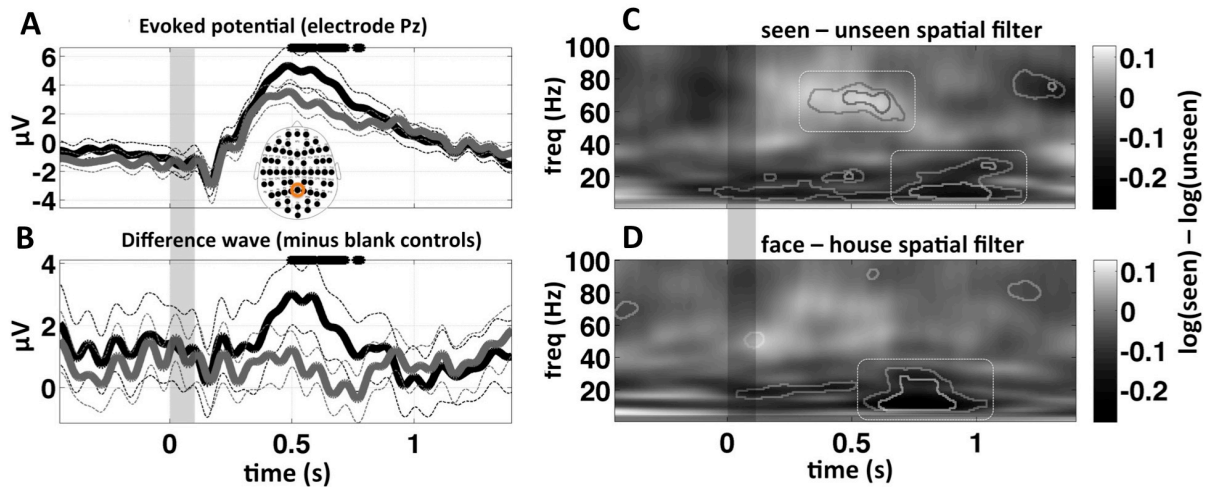 A
Evoked potential (electrode Pz)
6
4
2
0
-2
-4
μV
B
Difference wave (minus blank controls)
4
2
0
μV
0
0.5
1
time (s)
C
seen – unseen spatial filter
100
80
60
40
20
freq (Hz)
0.1
0
-0.1
-0.2
D
face – house spatial filter
100
80
60
40
20
freq (Hz)
0
0.5
1
time (s)
0.1
0
-0.1
-0.2
log(seen) – log(unseen)